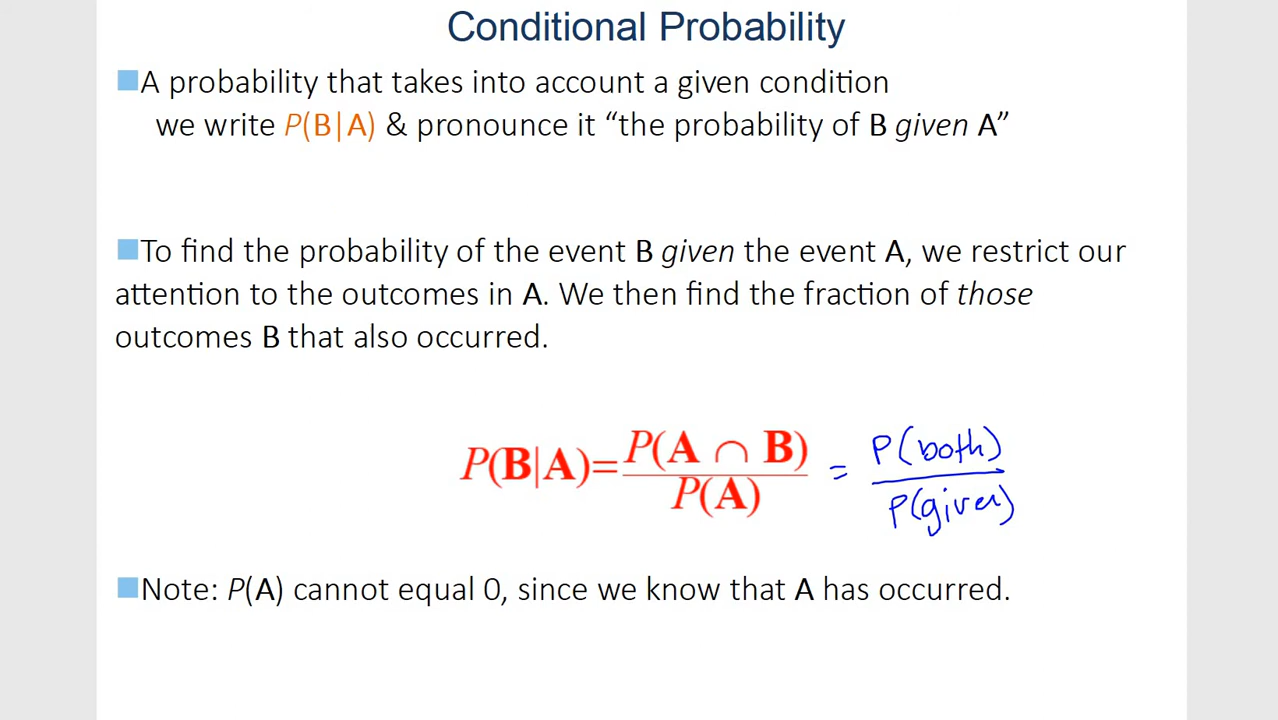 Conditional Probability
A probability that takes into account a given condition
we write P(B|A) & pronounce it “the probability of B given A”
To find the probability of the event B given the event A, we restrict our
attention to the outcomes in A. We then find the fraction of those
outcomes B that also occurred.
P(B|A)=P(A ∩ B)/P(A) = P(both)/P(given)
Note: P(A) cannot equal 0, since we know that A has occurred.